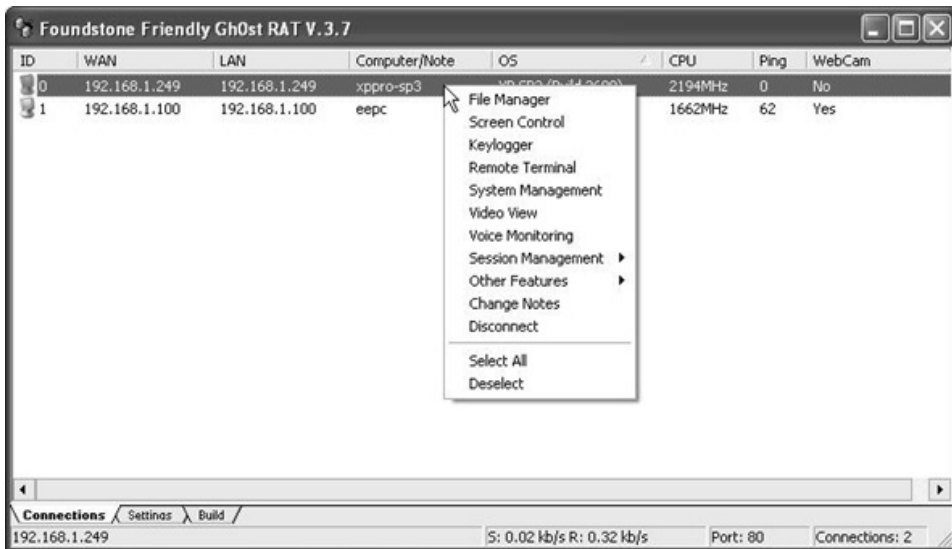 Foundstone Friendly Gh0st RAT V.3.7
ID WAN LAN Computer/Note OS CPU Ping WebCam
0 192.168.1.249 192.168.1.249 xppro-sp3 2194MHz 0 No
1 192.168.1.100 192.168.1.100 eepc 1662MHz 62 Yes
File Manager
Screen Control
Keylogger
Remote Terminal
System Management
Video View
Voice Monitoring
Session Management
Other Features
Change Notes
Disconnect
Select All
Deselect
Connections Settings Build
192.168.1.249 S: 0.02 kb/s R: 0.32 kb/s Port: 80 Connections: 2